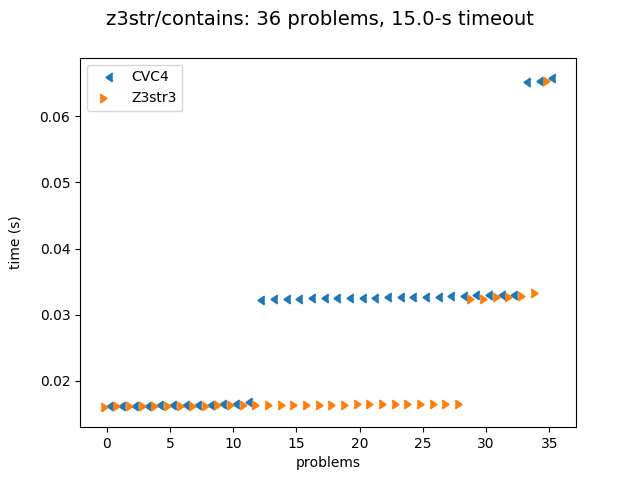 z3str/contains: 36 problems, 15.0-s timeout
CVC4
Z3str3
0.06
0.05
0.04
0.03
0.02
time (s)
0 5 10 15 20 25 30 35
problems